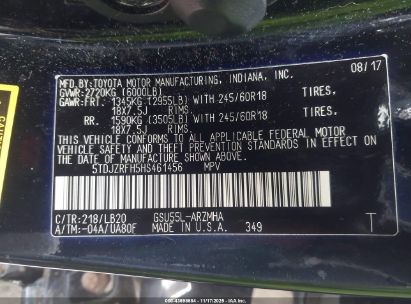 MFD.BY:TOYOTA MOTOR MANUFACTURING, INDIANA, INC. 08/17
GVWR:2720KG (6000LB)
GAWR:FRT. 1345KG (2955LB) WITH 245/60R18 TIRES.
18X7.5J RIMS.
RR. 1590KG (3505LB) WITH 245/60R18 TIRES.
18X7.5J RIMS.
THIS VEHICLE CONFORMS TO ALL APPLICABLE FEDERAL MOTOR
VEHICLE SAFETY AND THEFT PREVENTION STANDARDS IN
EFFECT ON THE DATE OF MANUFACTURE SHOWN ABOVE.
5TDJZRFH5HS461456 MPV
C/TR:218/LB20 GSU55L-ARZMHA T
A/TM:-04A/UA80F MADE IN U.S.A. 349